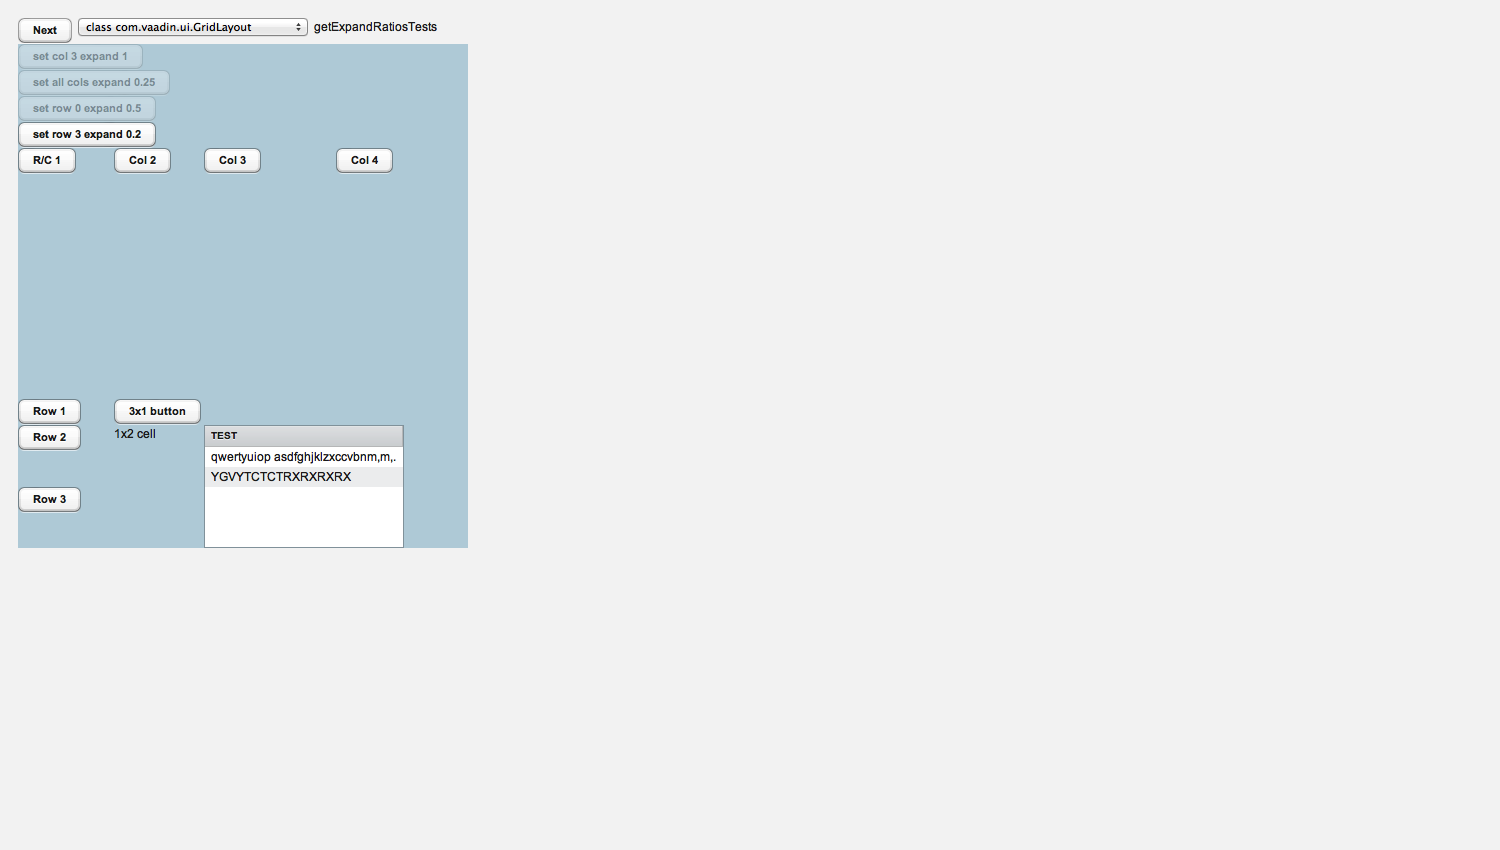 Next class com.vaadin.ui.GridLayout getExpandRatiosTests
set col 3 expand 1
set all cols expand 0.25
set row 0 expand 0.5
set row 3 expand 0.2
R/C 1 Col 2 Col 3 Col 4
Row 1 3x1 button
Row 2 1x2 cell TEST
qwertyuiop asdfghjklzxccvbnm,m,.
YGVYTCTCTRXRXRXRX
Row 3